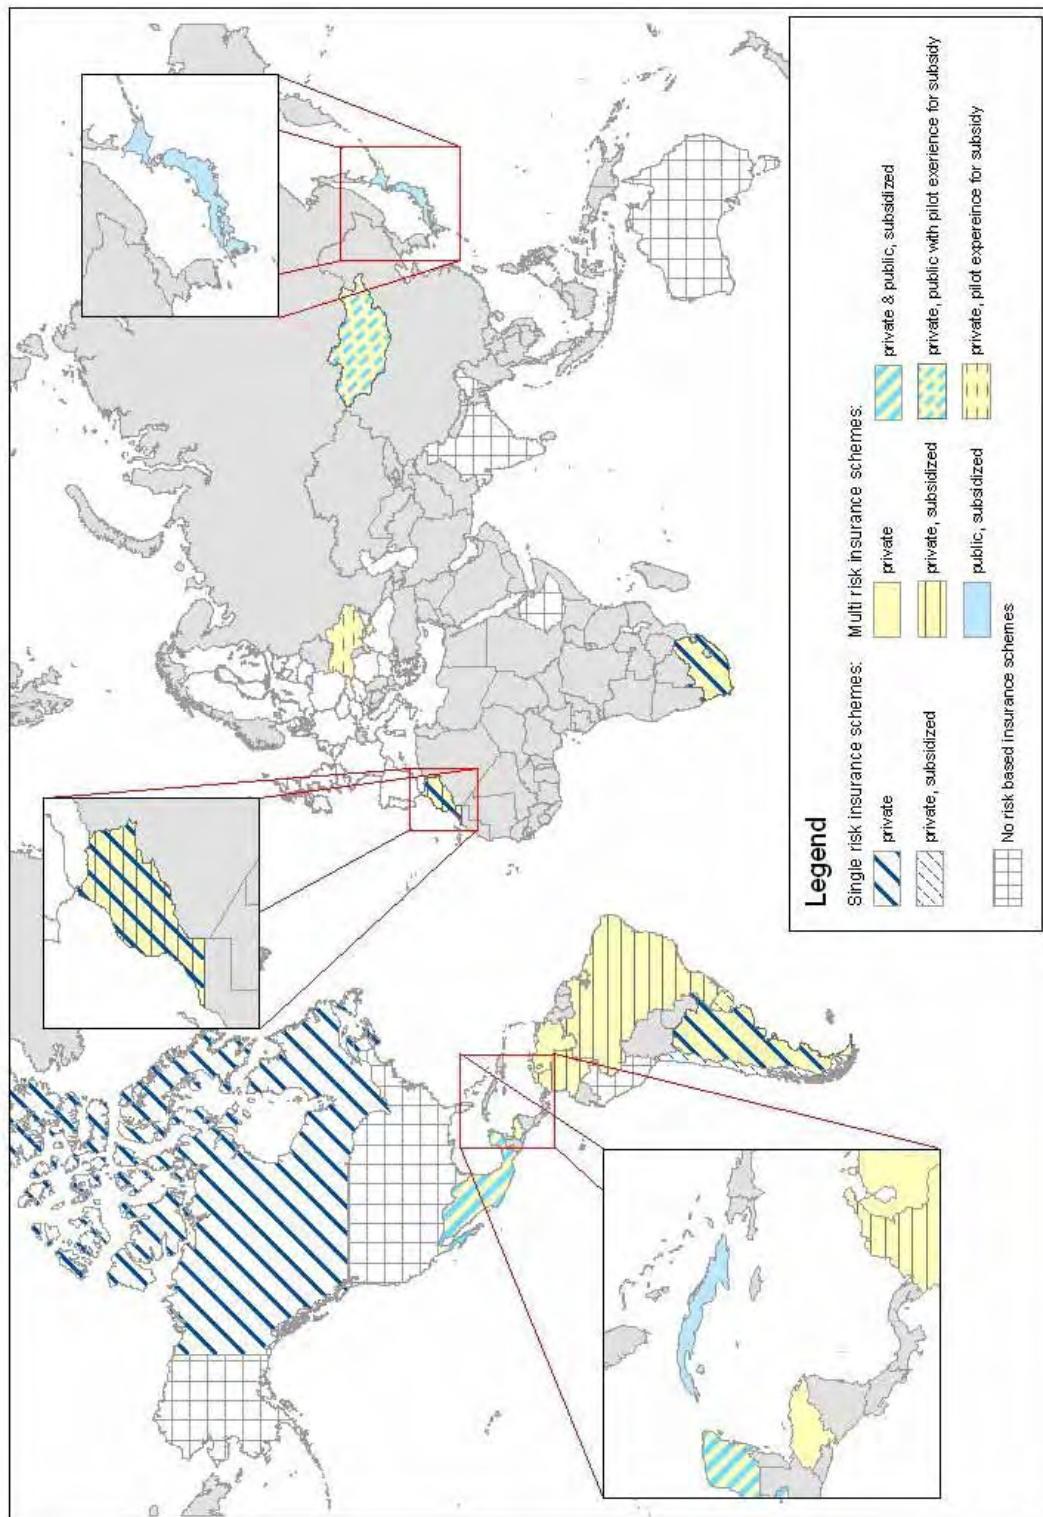 Legend
Single risk insurance schemes:
private
private, subsidized
No risk based insurance schemes
Multi risk insurance schemes:
private
private, subsidized
public, subsidized
private & public, subsidized
private, public with pilot exerience for subsidy
private, pilot expereince for subsidy